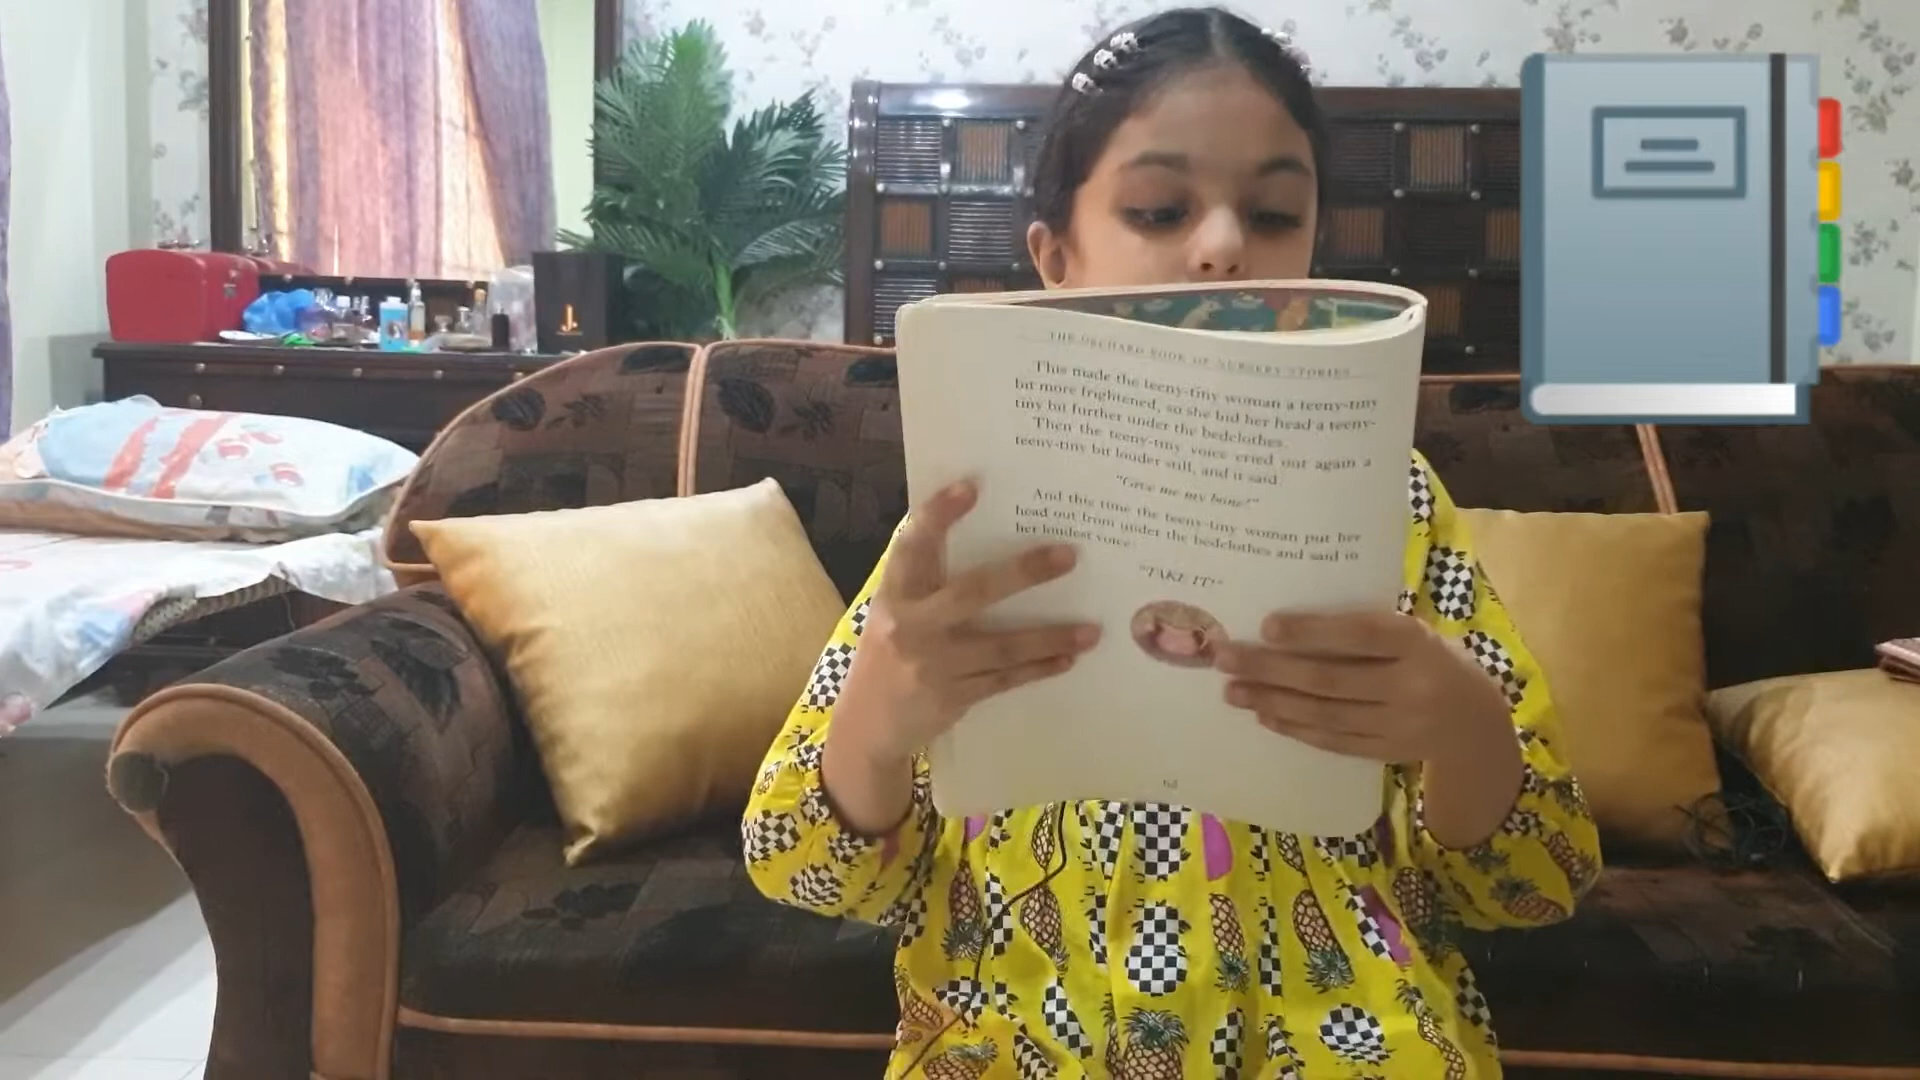 THE ORCHARD BOOK OF NURSERY STORIES
This made the teeny-tiny woman a teeny-tiny
bit more frightened, so she hid her head a teeny-
tiny bit further under the bedclothes.
Then the teeny-tiny voice cried out again a
teeny-tiny bit louder still, and it said
"Give me my bone!"
And this time the teeny-tiny woman put her
head out from under the bedclothes and said in
her loudest voice:
"TAKE IT!"
J.